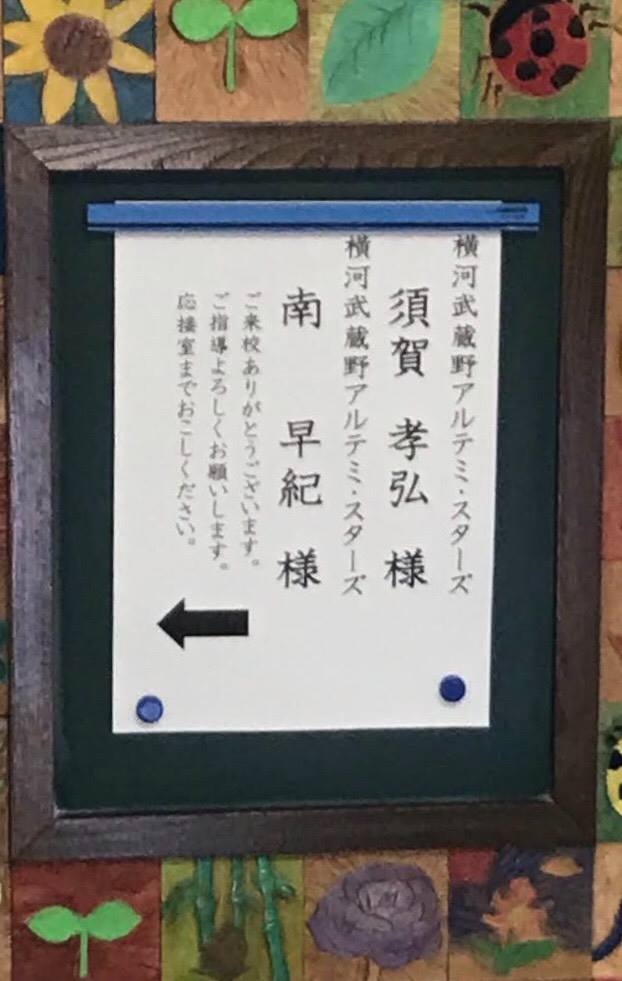 横河武蔵野アルテミ・スターズ
須賀 孝弘 様
横河武蔵野アルテミ・スターズ
南 早紀 様
ご来校ありがとうございます。
ご指導よろしくお願いします。
応接室までおこしください。